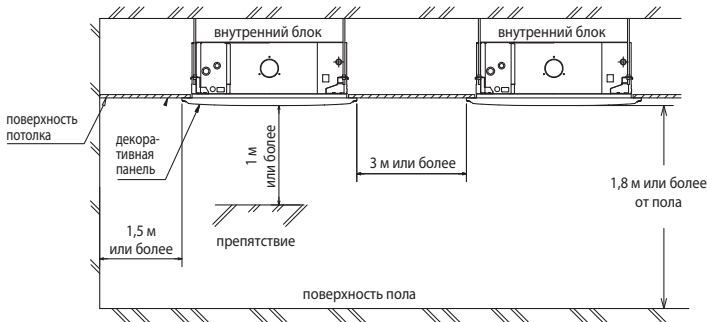 внутренний блок
внутренний блок
поверхность
потолка
декора-
тивная
панель
1 м
или более
3 м или более
1,8 м или более
от пола
1,5 м
или более
препятствие
поверхность пола